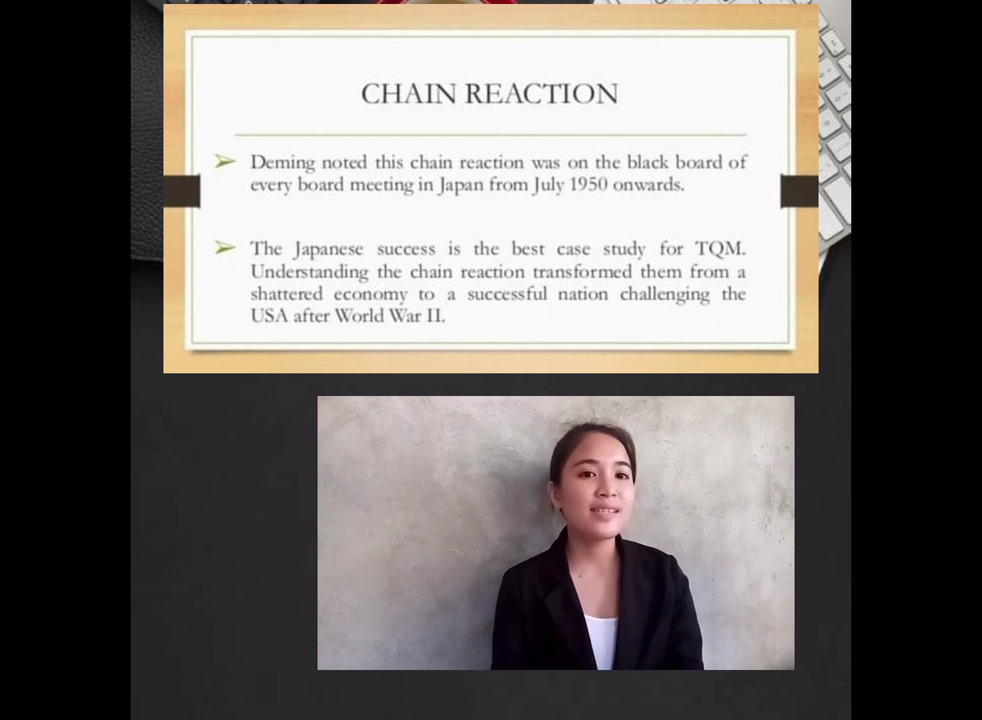 CHAIN REACTION
Deming noted this chain reaction was on the black board of
every board meeting in Japan from July 1950 onwards.
The Japanese success is the best case study for TQM.
Understanding the chain reaction transformed them from a
shattered economy to a successful nation challenging the
USA after World War II.